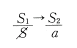 S₁ → S₂
$ a